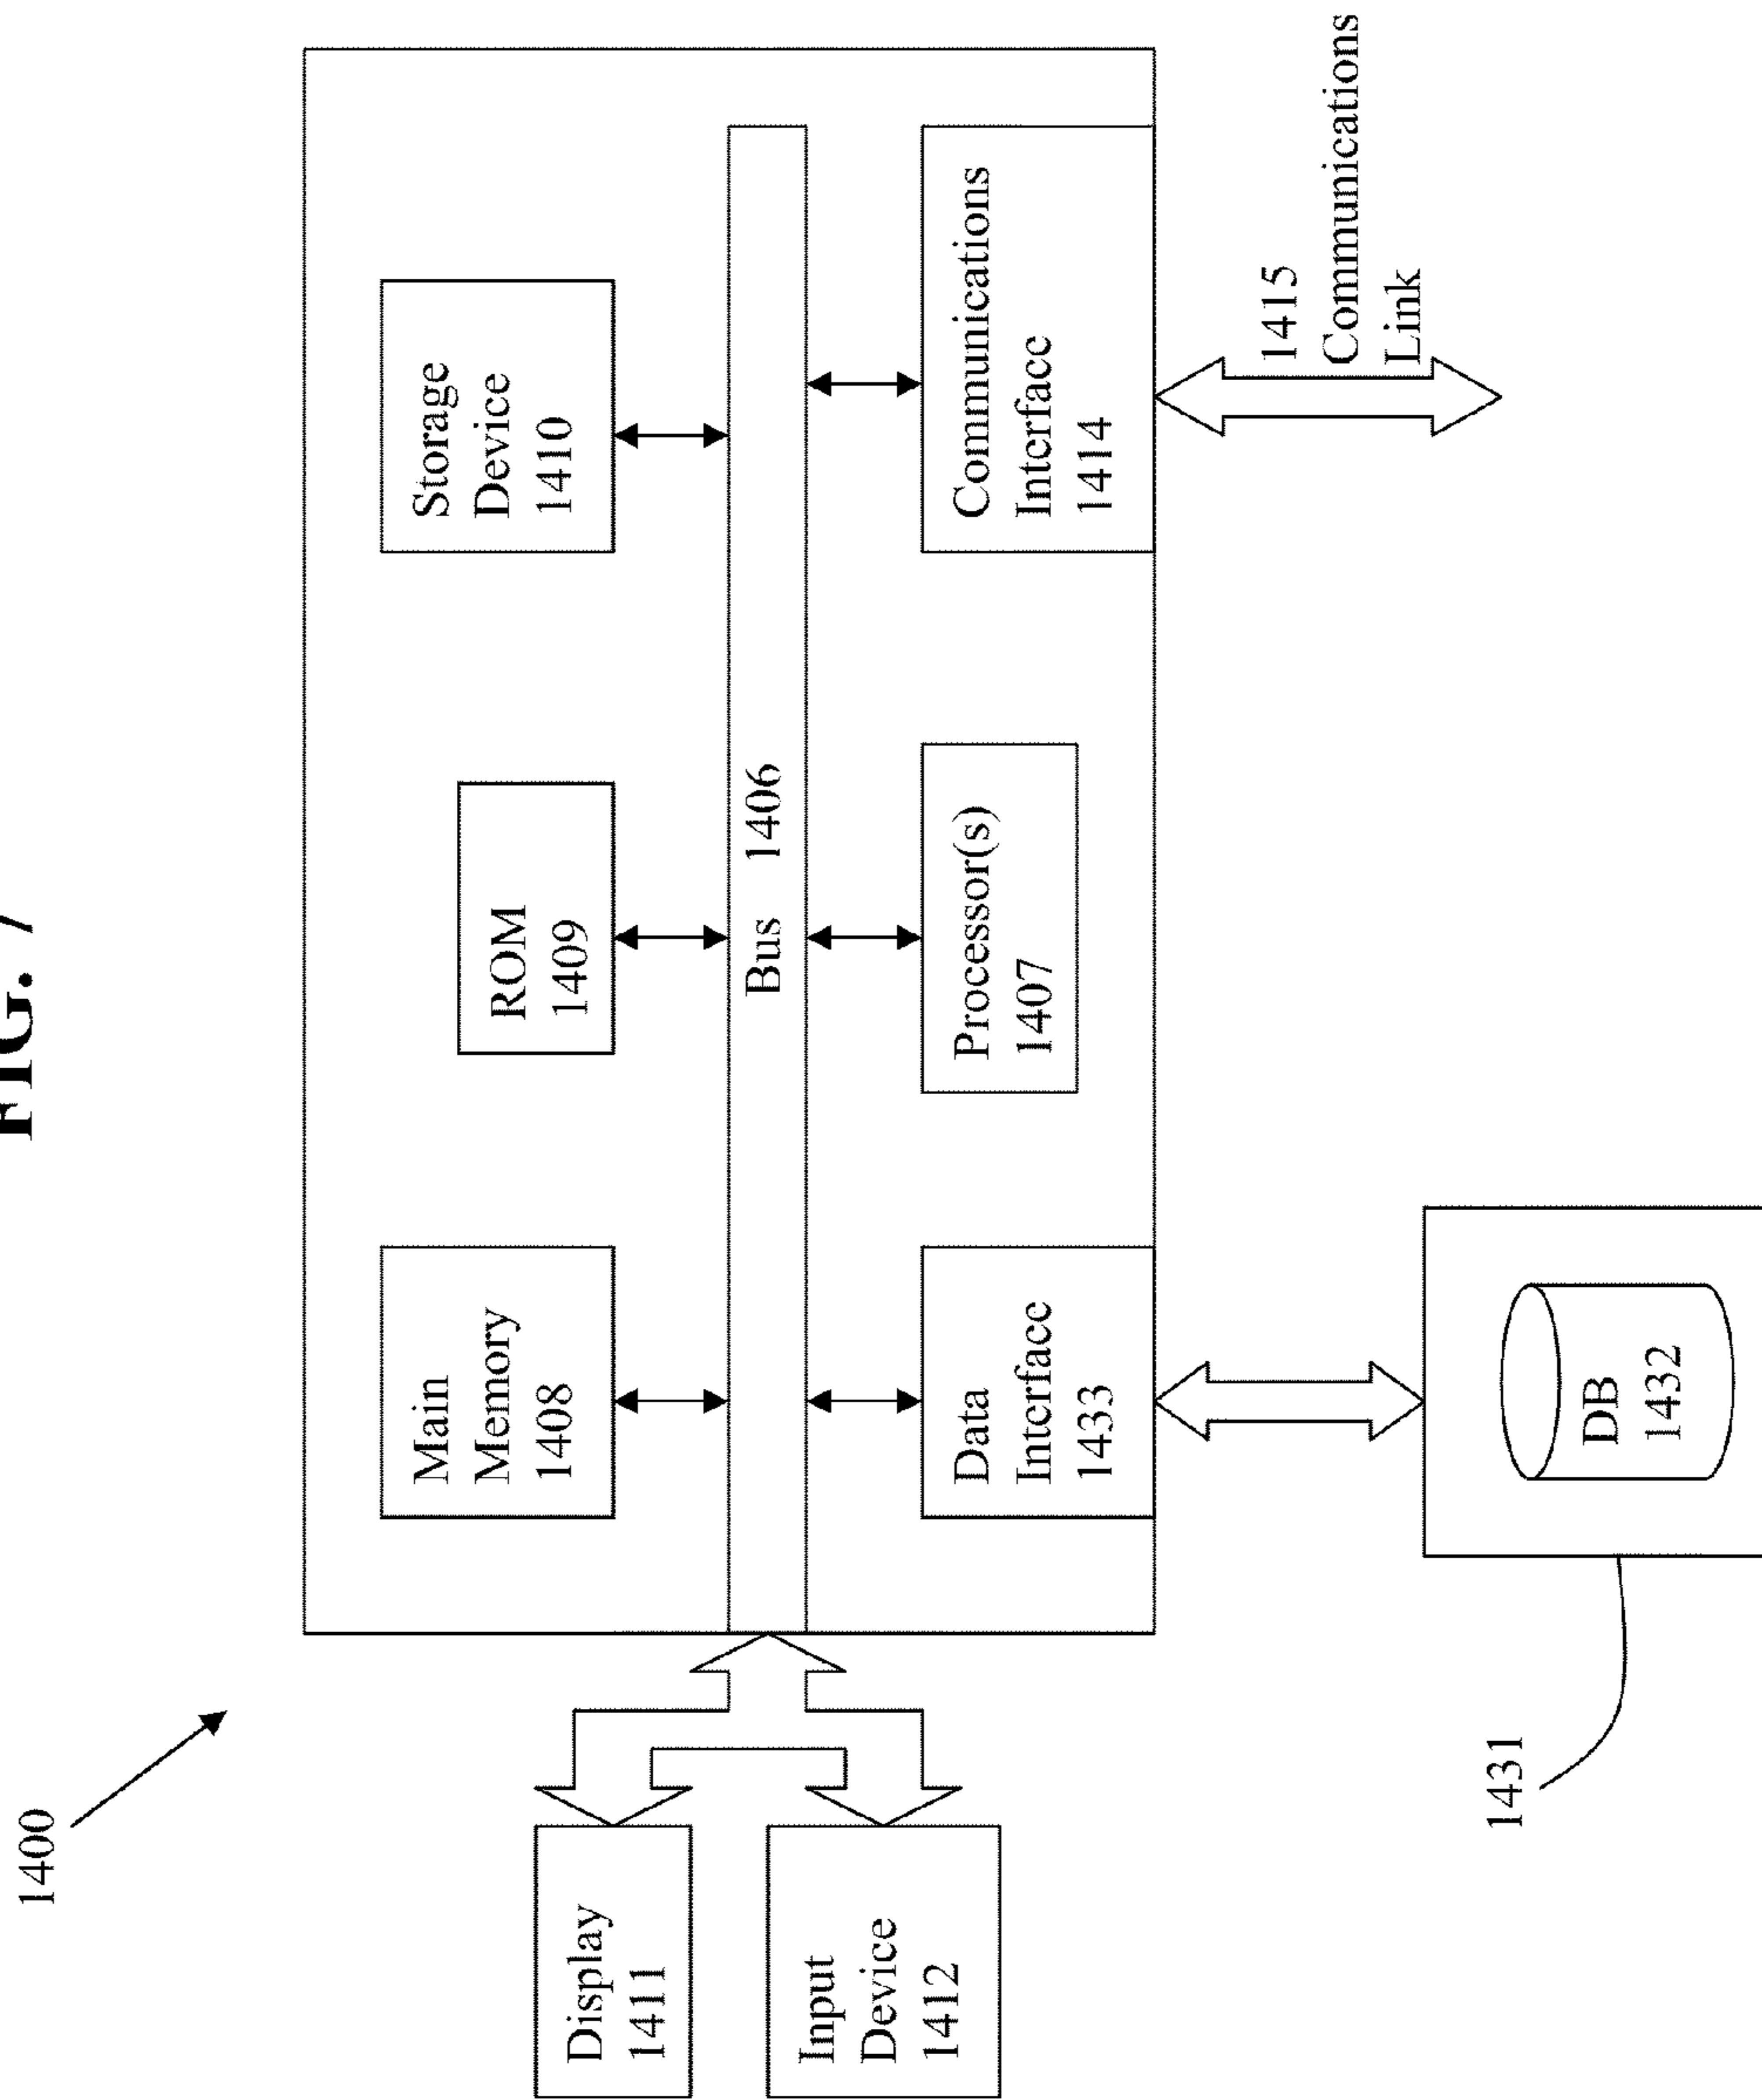 FIG. 7
1400
Main
Memory
1408
ROM
1409
Storage
Device
1410
Display
1411
Bus 1406
Input
Device
1412
Data
Interface
1433
Processor(s)
1407
Communications
Interface
1414
1415
Communications
Link
1431
DB
1432